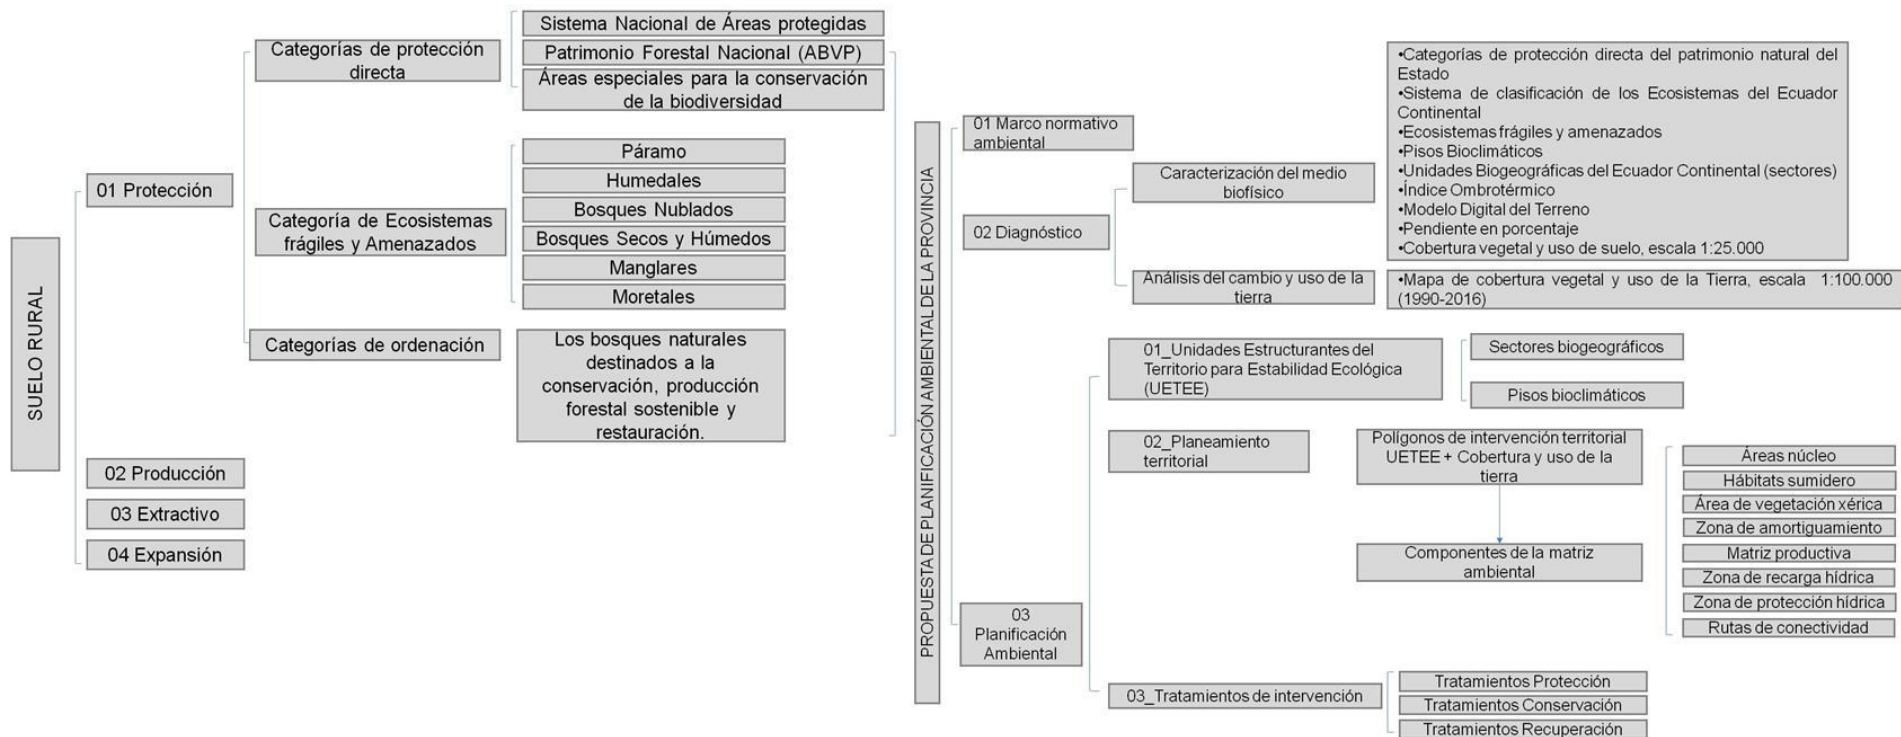 SUELO RURAL
01 Protección
02 Producción
03 Extractivo
04 Expansión
Categorías de protección
directa
Sistema Nacional de Áreas protegidas
Patrimonio Forestal Nacional (ABVP)
Áreas especiales para la conservación
de la biodiversidad
Categoría de Ecosistemas
frágiles y Amenazados
Páramo
Humedales
Bosques Nublados
Bosques Secos y Húmedos
Manglares
Moretales
Categorías de ordenación
Los bosques naturales
destinados a la
conservación, producción
forestal sostenible y
restauración.
PROPUESTA DE PLANIFICACIÓN AMBIENTAL DE LA PROVINCIA
01 Marco normativo
ambiental
02 Diagnóstico
Caracterización del medio
biofísico
•Categorías de protección directa del patrimonio natural del
Estado
•Sistema de clasificación de los Ecosistemas del Ecuador
Continental
•Ecosistemas frágiles y amenazados
•Pisos Bioclimáticos
•Unidades Biogeográficas del Ecuador Continental (sectores)
•Índice Ombrotérmico
•Modelo Digital del Terreno
•Pendiente en porcentaje
•Cobertura vegetal y uso de suelo, escala 1:25.000
Análisis del cambio y uso de la
tierra
•Mapa de cobertura vegetal y uso de la Tierra, escala 1:100.000
(1990-2016)
03
Planificación
Ambiental
01_Unidades Estructurantes del
Territorio para Estabilidad Ecológica
(UETEE)
Sectores biogeográficos
Pisos bioclimáticos
02_Planeamiento
territorial
Polígonos de intervención territorial
UETEE + Cobertura y uso de la
tierra
Componentes de la matriz
ambiental
Áreas núcleo
Hábitats sumidero
Área de vegetación xérica
Zona de amortiguamiento
Matriz productiva
Zona de recarga hídrica
Zona de protección hídrica
Rutas de conectividad
03_Tratamientos de intervención
Tratamientos Protección
Tratamientos Conservación
Tratamientos Recuperación